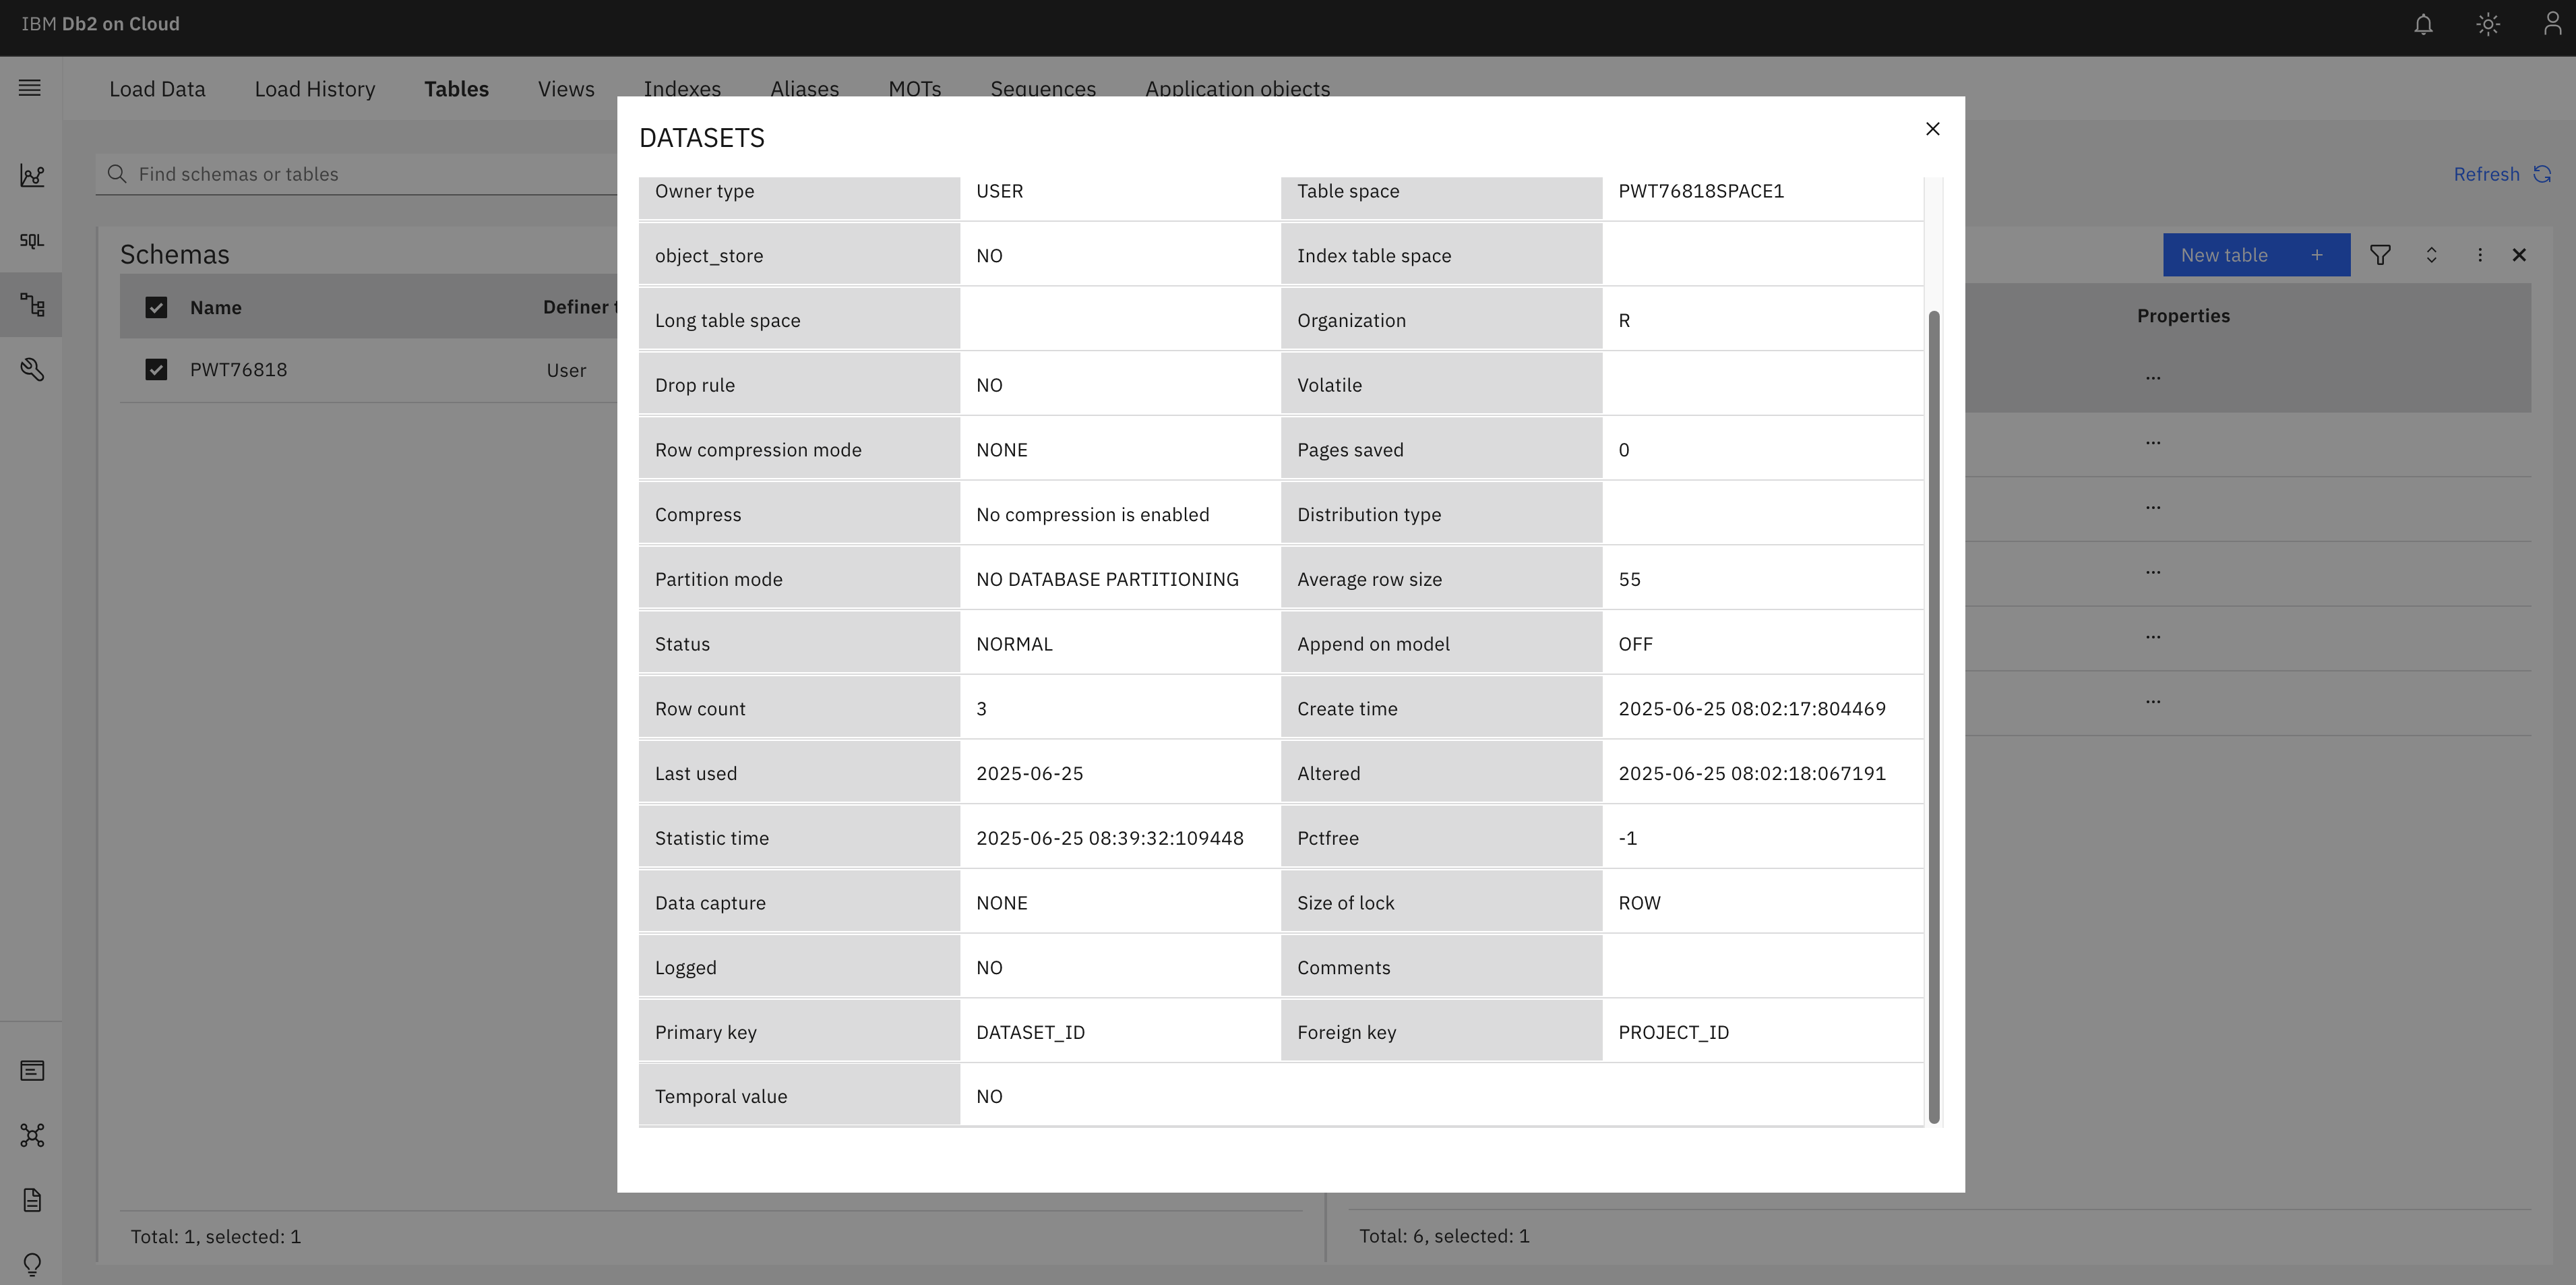 IBM Db2 on Cloud
Load Data Load History Tables Views Indexes Aliases MQTs Sequences Application objects
DATASETS
Find schemas or tables
Refresh
Owner type USER Table space PWT76818SPACE1
SQL
Schemas
object_store NO Index table space
New table +
Name Definer t
Long table space Organization R
Properties
PWT76818 User
Drop rule NO Volatile
...
Row compression mode NONE Pages saved 0
...
Compress No compression is enabled Distribution type
...
Partition mode NO DATABASE PARTITIONING Average row size 55
...
Status NORMAL Append on model OFF
...
Row count 3 Create time 2025-06-25 08:02:17:804469
...
Last used 2025-06-25 Altered 2025-06-25 08:02:18:067191
Statistic time 2025-06-25 08:39:32:109448 Pctfree -1
Data capture NONE Size of lock ROW
Logged NO Comments
Primary key DATASET_ID Foreign key PROJECT_ID
Temporal value NO
Total: 1, selected: 1
Total: 6, selected: 1